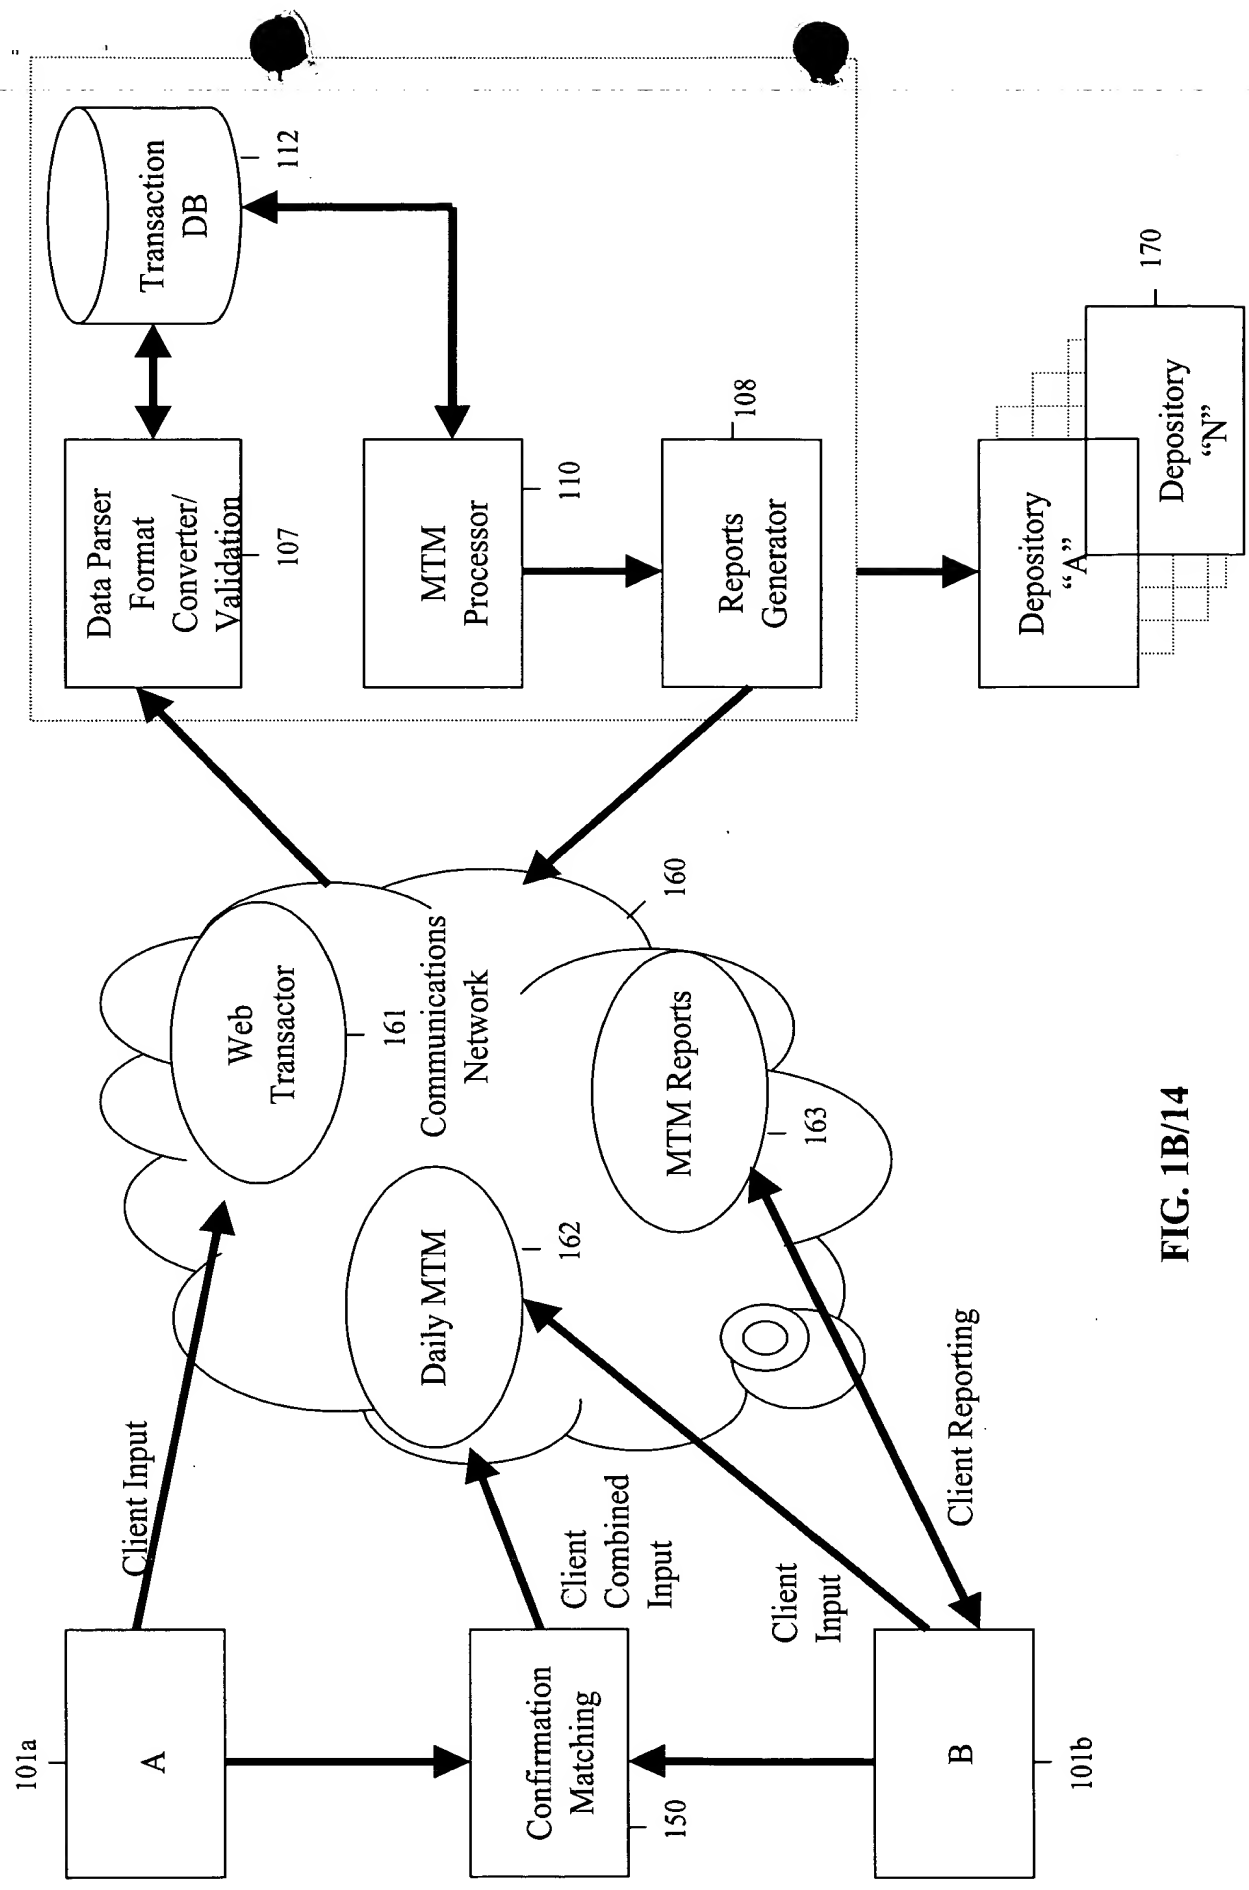 101a
A
Client Input
Confirmation
Matching
150
Client
Combined
Input
B
101b
Client
Input
Client Reporting
Web
Transactor
161
Daily MTM
162
Communications
Network
MTM Reports
163
160
Data Parser
Format
Converter/
Validation
107
Transaction
DB
112
MTM
Processor
110
Reports
Generator
108
Depository
“A”
Depository
“N”
170
FIG. 1B/14